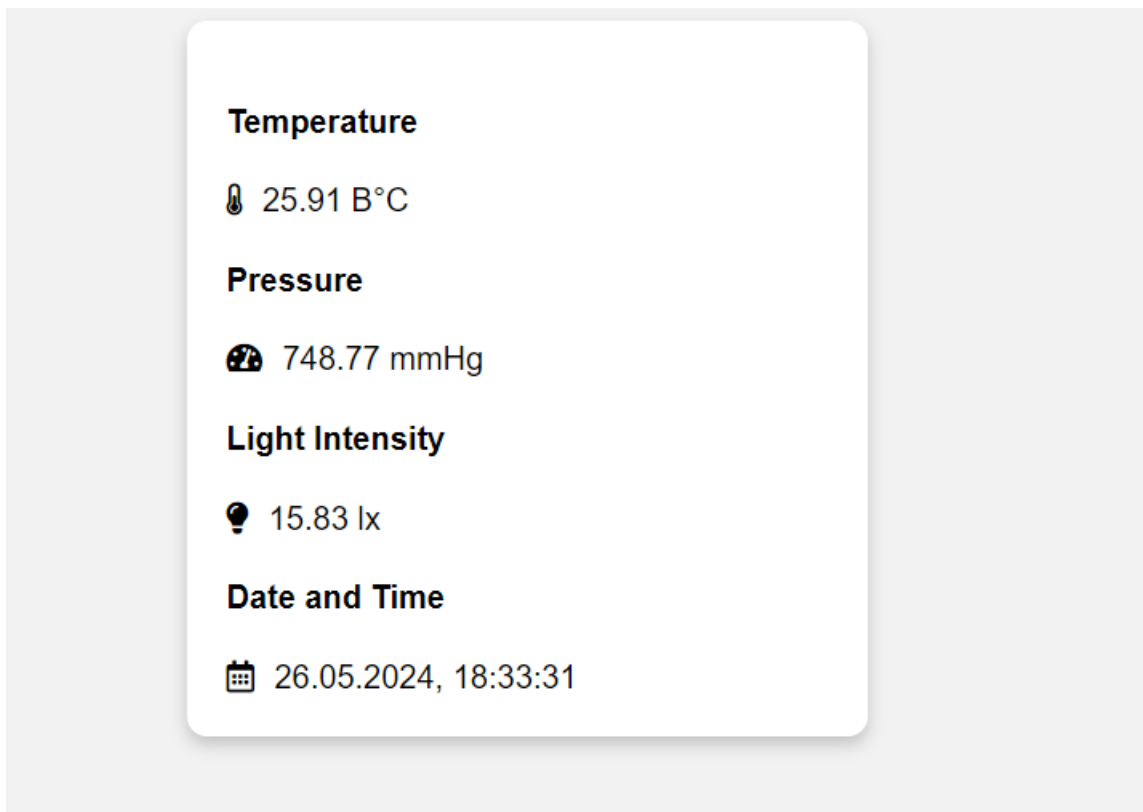 Temperature
25.91 B°C
Pressure
748.77 mmHg
Light Intensity
15.83 lx
Date and Time
26.05.2024, 18:33:31